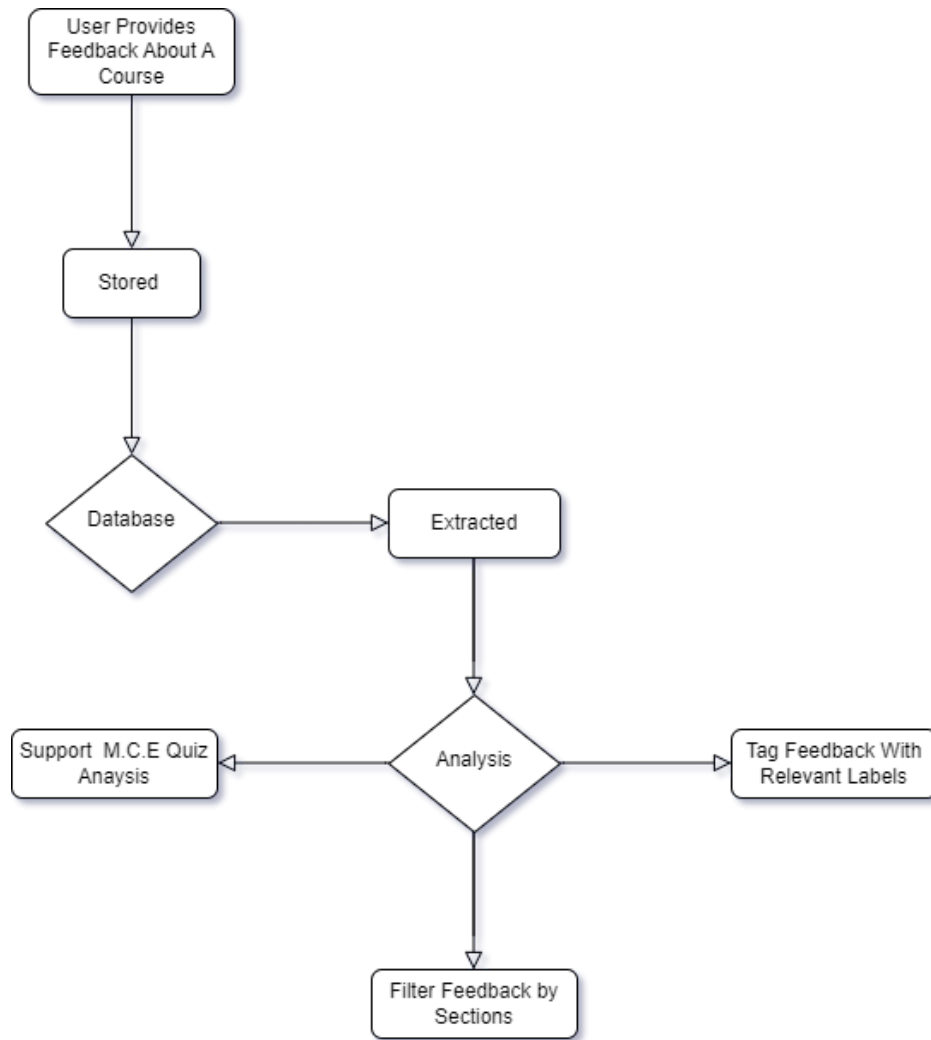 User Provides
Feedback About A
Course
Stored
Database
Extracted
Analysis
Support M.C.E Quiz
Anaysis
Tag Feedback With
Relevant Labels
Filter Feedback by
Sections